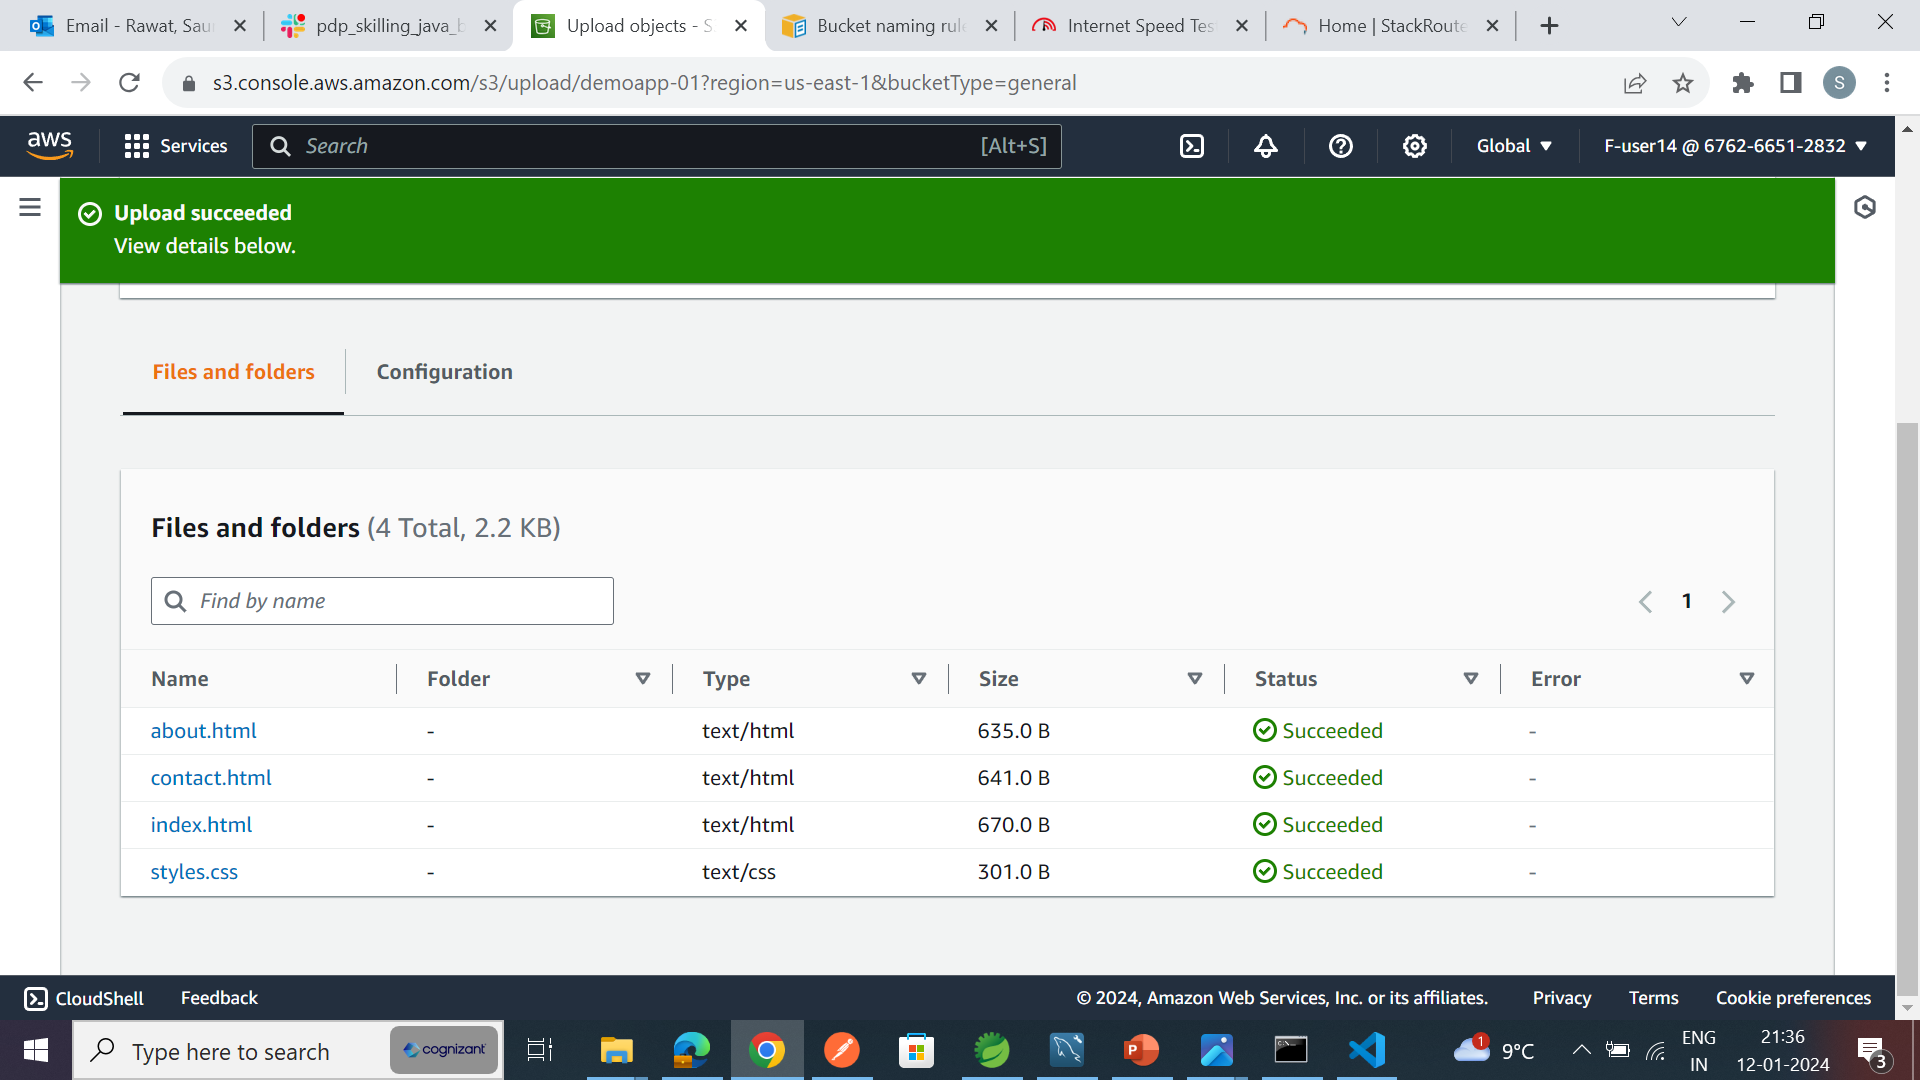 Email - Rawat, Sau
pdp_skilling_java_b
Upload objects - S
Bucket naming rule
Internet Speed Tes
Home | StackRoute
s3.console.aws.amazon.com/s3/upload/demoapp-01?region=us-east-1&bucketType=general
S
aws
Services
Search
[Alt+S]
Global
F-user14 @ 6762-6651-2832
Upload succeeded
View details below.
Files and folders
Configuration
Files and folders (4 Total, 2.2 KB)
Find by name
1
Name Folder Type Size Status Error
about.html - text/html 635.0 B Succeeded -
contact.html - text/html 641.0 B Succeeded -
index.html - text/html 670.0 B Succeeded -
styles.css - text/css 301.0 B Succeeded -
CloudShell
Feedback
© 2024, Amazon Web Services, Inc. or its affiliates.
Privacy
Terms
Cookie preferences
Type here to search
cognizant
1
9°C
ENG
IN
21:36
12-01-2024
3